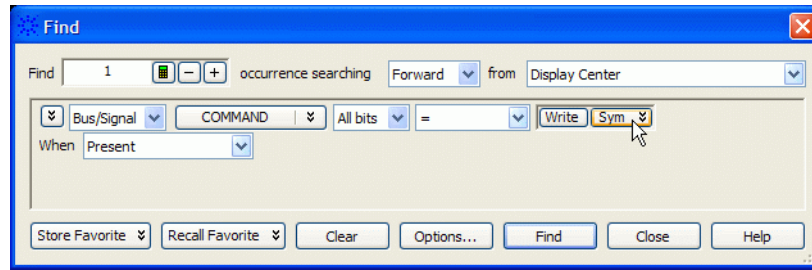 Find
Find 1 − + occurrence searching Forward from Display Center
Bus/Signal COMMAND All bits = Write Sym
When Present
Store Favorite Recall Favorite Clear Options... Find Close Help